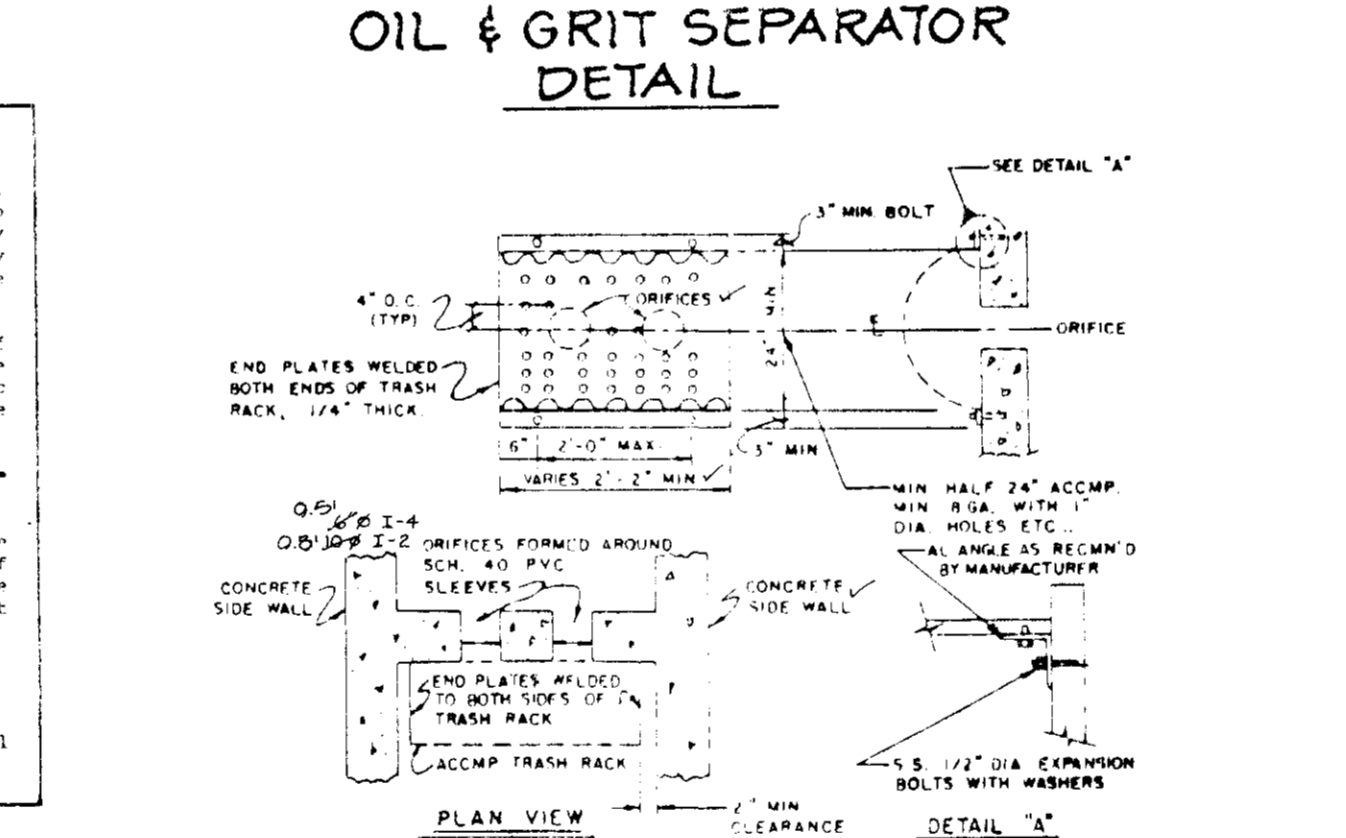 OIL & GRIT SEPARATOR
DETAIL
SEE DETAIL "A"
3" MIN. BOLT
4" O.C.
(TYP)
ORIFICES
24" MIN
ORIFICE
END PLATES WELDED
BOTH ENDS OF TRASH
RACK, 1/4" THICK.
6" 2'-0" MAX.
3" MIN
VARIES 2'-2" MIN
MIN HALF 24" ACCMP.
MIN 8 GA. WITH 1"
DIA. HOLES ETC..
0.5'
6"Ø I-4
0.8' 10"Ø I-2
ORIFICES FORMED AROUND
SCH. 40 PVC
SLEEVES
CONCRETE
SIDE WALL
CONCRETE
SIDE WALL
AL ANGLE AS RECMN'D
BY MANUFACTURER
END PLATES WELDED
TO BOTH SIDES OF
TRASH RACK
ACCMP TRASH RACK
S.S. 1/2" DIA EXPANSION
BOLTS WITH WASHERS
PLAN VIEW
2" MIN
CLEARANCE
DETAIL "A"